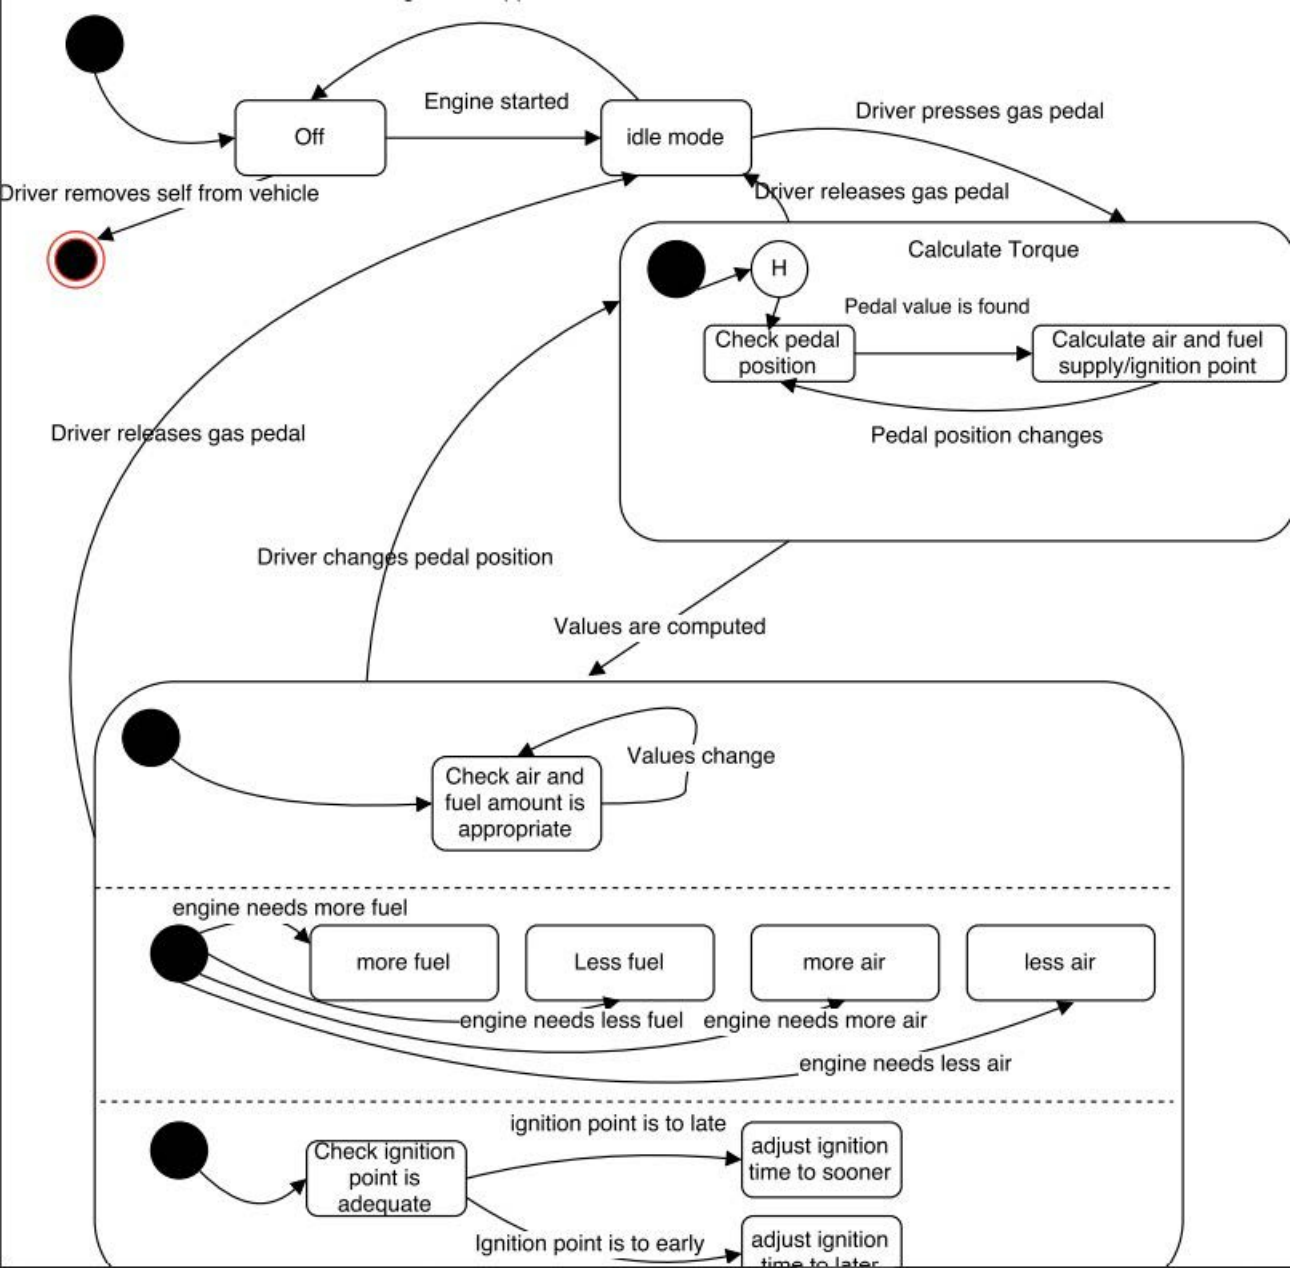 Engine started
Off
idle mode
Driver presses gas pedal
Driver removes self from vehicle
Driver releases gas pedal
Calculate Torque
H
Pedal value is found
Check pedal
position
Calculate air and fuel
supply/ignition point
Pedal position changes
Driver releases gas pedal
Driver changes pedal position
Values are computed
Values change
Check air and
fuel amount is
appropriate
engine needs more fuel
more fuel
Less fuel
more air
less air
engine needs less fuel
engine needs more air
engine needs less air
ignition point is to late
Check ignition
point is
adequate
adjust ignition
time to sooner
Ignition point is to early
adjust ignition
time to later